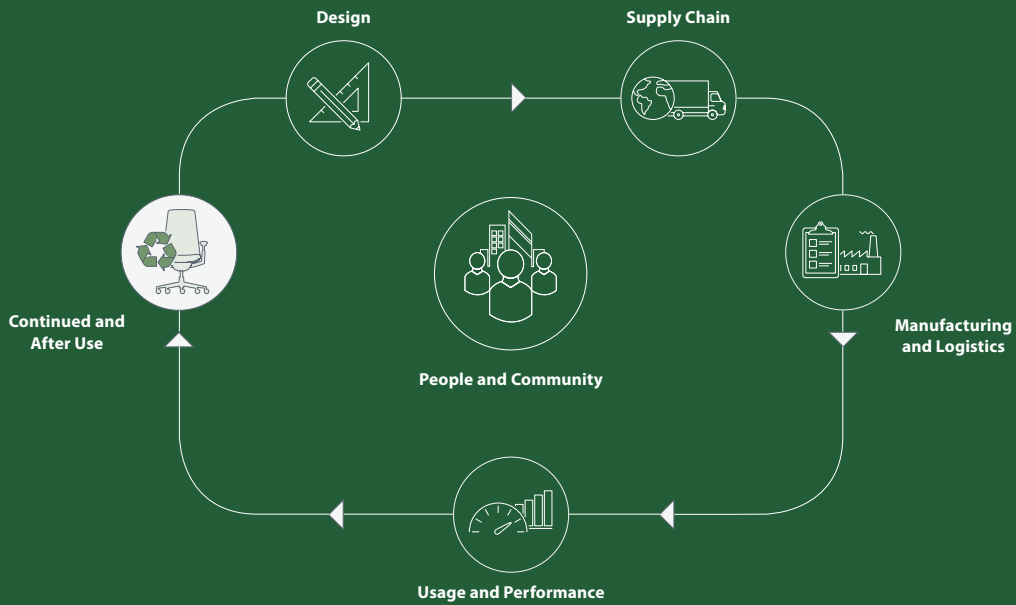 Design
Supply Chain
Continued and
After Use
Manufacturing
and Logistics
People and Community
Usage and Performance